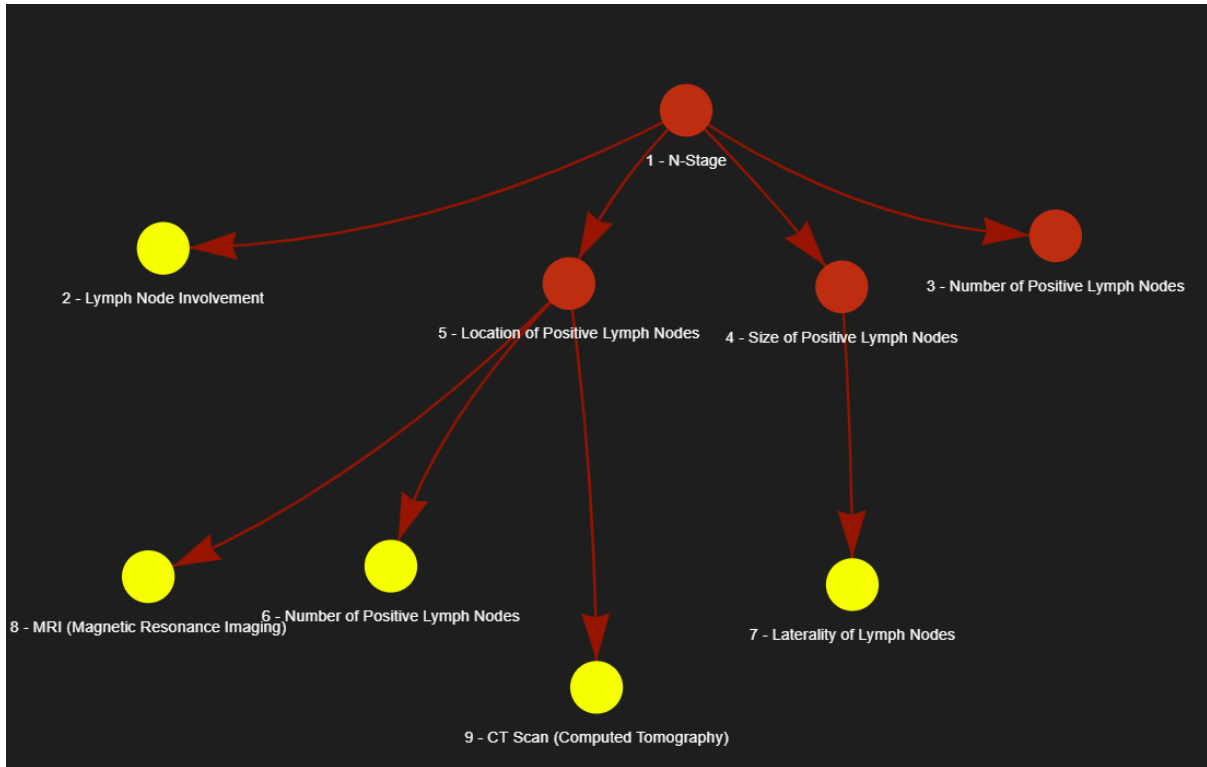 1 - N-Stage
2 - Lymph Node Involvement
3 - Number of Positive Lymph Nodes
5 - Location of Positive Lymph Nodes
4 - Size of Positive Lymph Nodes
8 - MRI (Magnetic Resonance Imaging)
6 - Number of Positive Lymph Nodes
7 - Laterality of Lymph Nodes
9 - CT Scan (Computed Tomography)